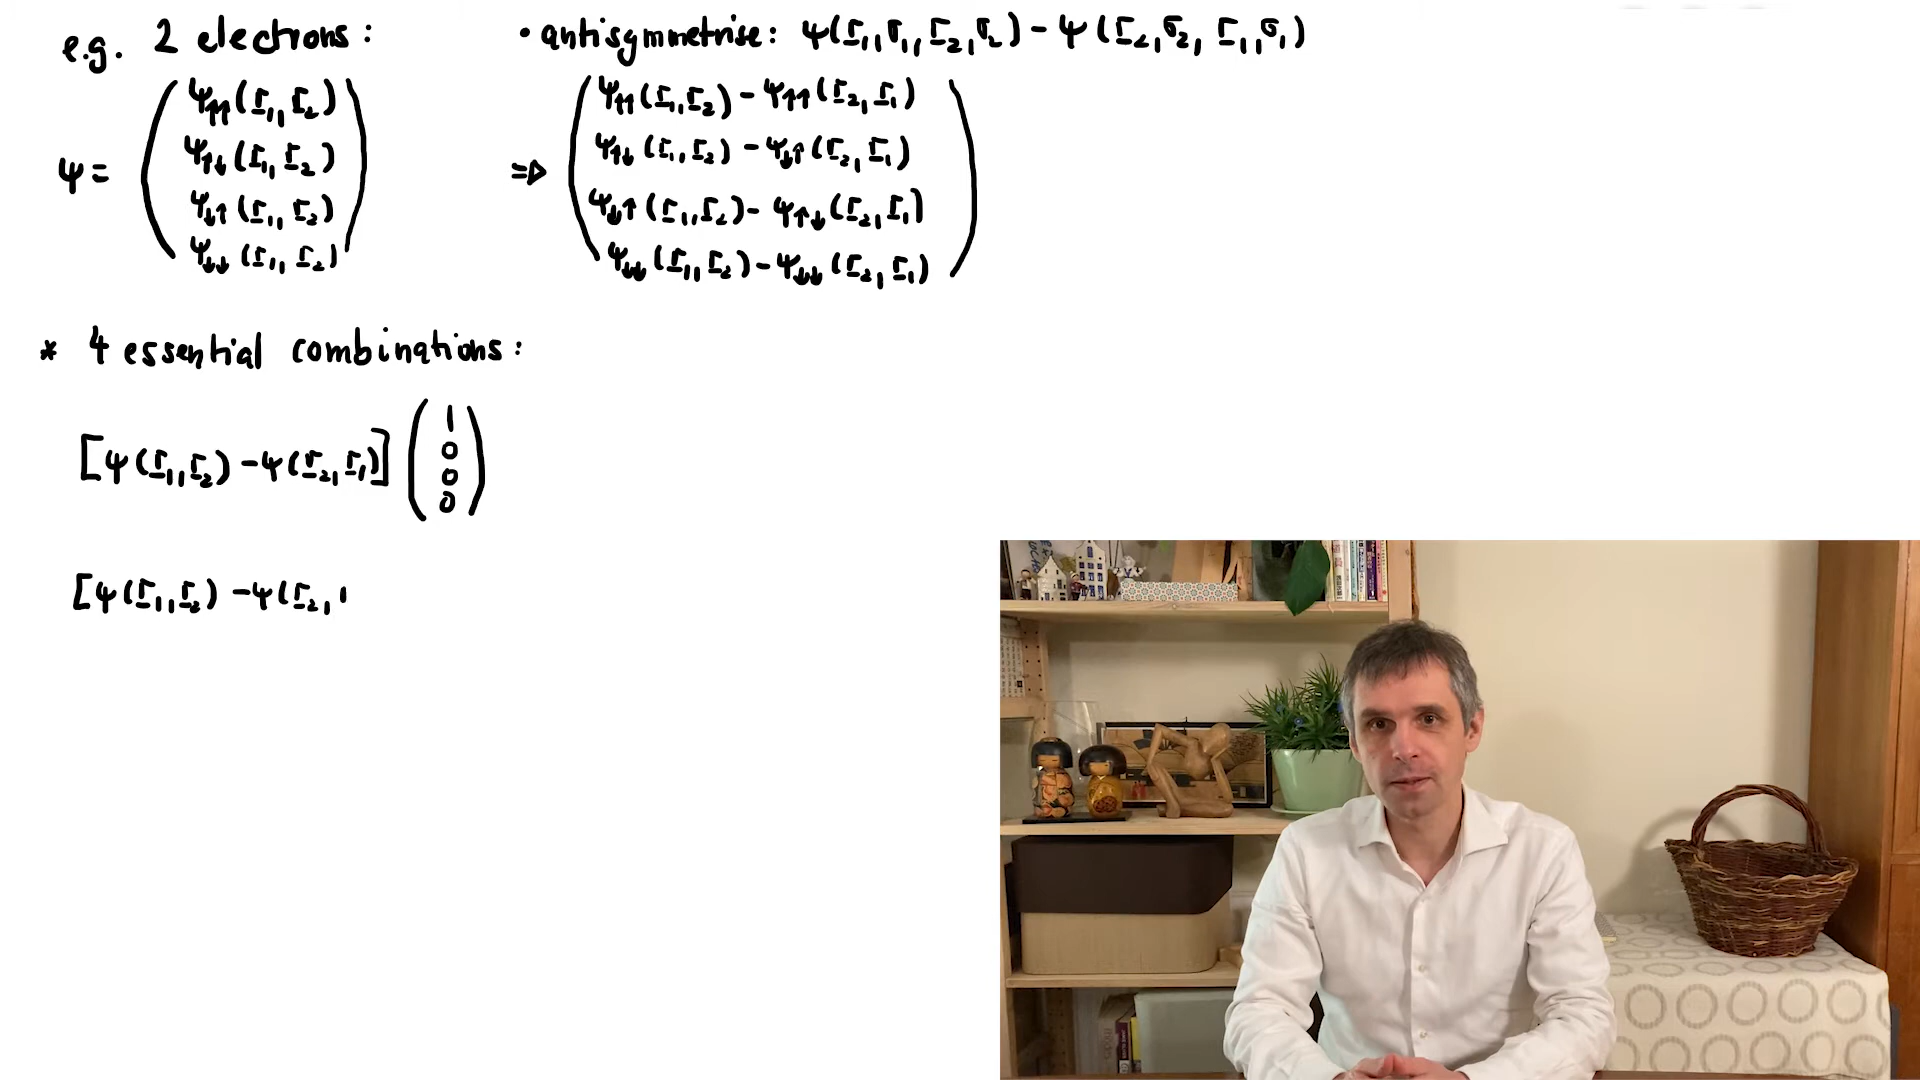 e.g. 2 electrons:
• antisymmetrise: ψ(r₁,σ₁,r₂,σ₂) – ψ(r₂,σ₂, r₁,σ₁)
ψ =
ψ↑↑(r₁,r₂)
ψ↑↓(r₁,r₂)
ψ↓↑(r₁,r₂)
ψ↓↓(r₁,r₂)
⇒
ψ↑↑(r₁,r₂) – ψ↑↑(r₂,r₁)
ψ↑↓(r₁,r₂) – ψ↓↑(r₂,r₁)
ψ↓↑(r₁,r₂) – ψ↑↓(r₂,r₁)
ψ↓↓(r₁,r₂) – ψ↓↓(r₂,r₁)
* 4 essential combinations:
[ψ(r₁,r₂) – ψ(r₂,r₁)] (1 0 0 0)
[ψ(r₁,r₂) – ψ(r₂,